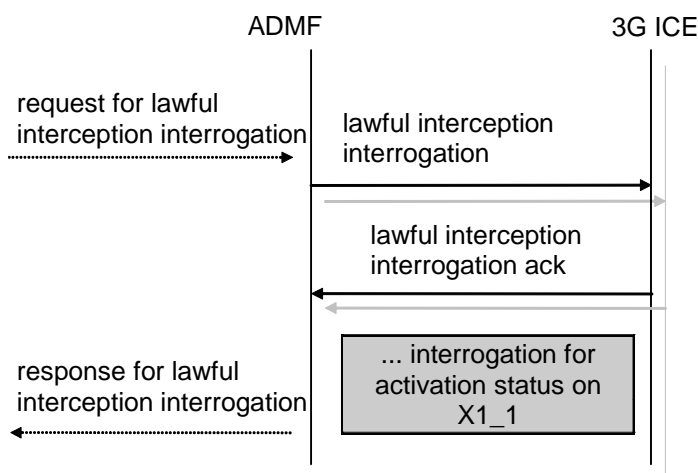 ADMF
3G ICE
request for lawful
interception interrogation
lawful interception
interrogation
lawful interception
interrogation ack
... interrogation for
activation status on
X1_1
response for lawful
interception interrogation